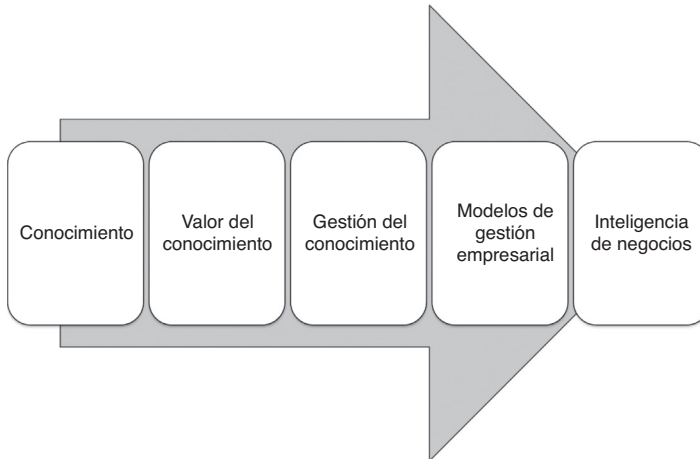 Conocimiento
Valor del
conocimiento
Gestión del
conocimiento
Modelos de
gestión
empresarial
Inteligencia
de negocios